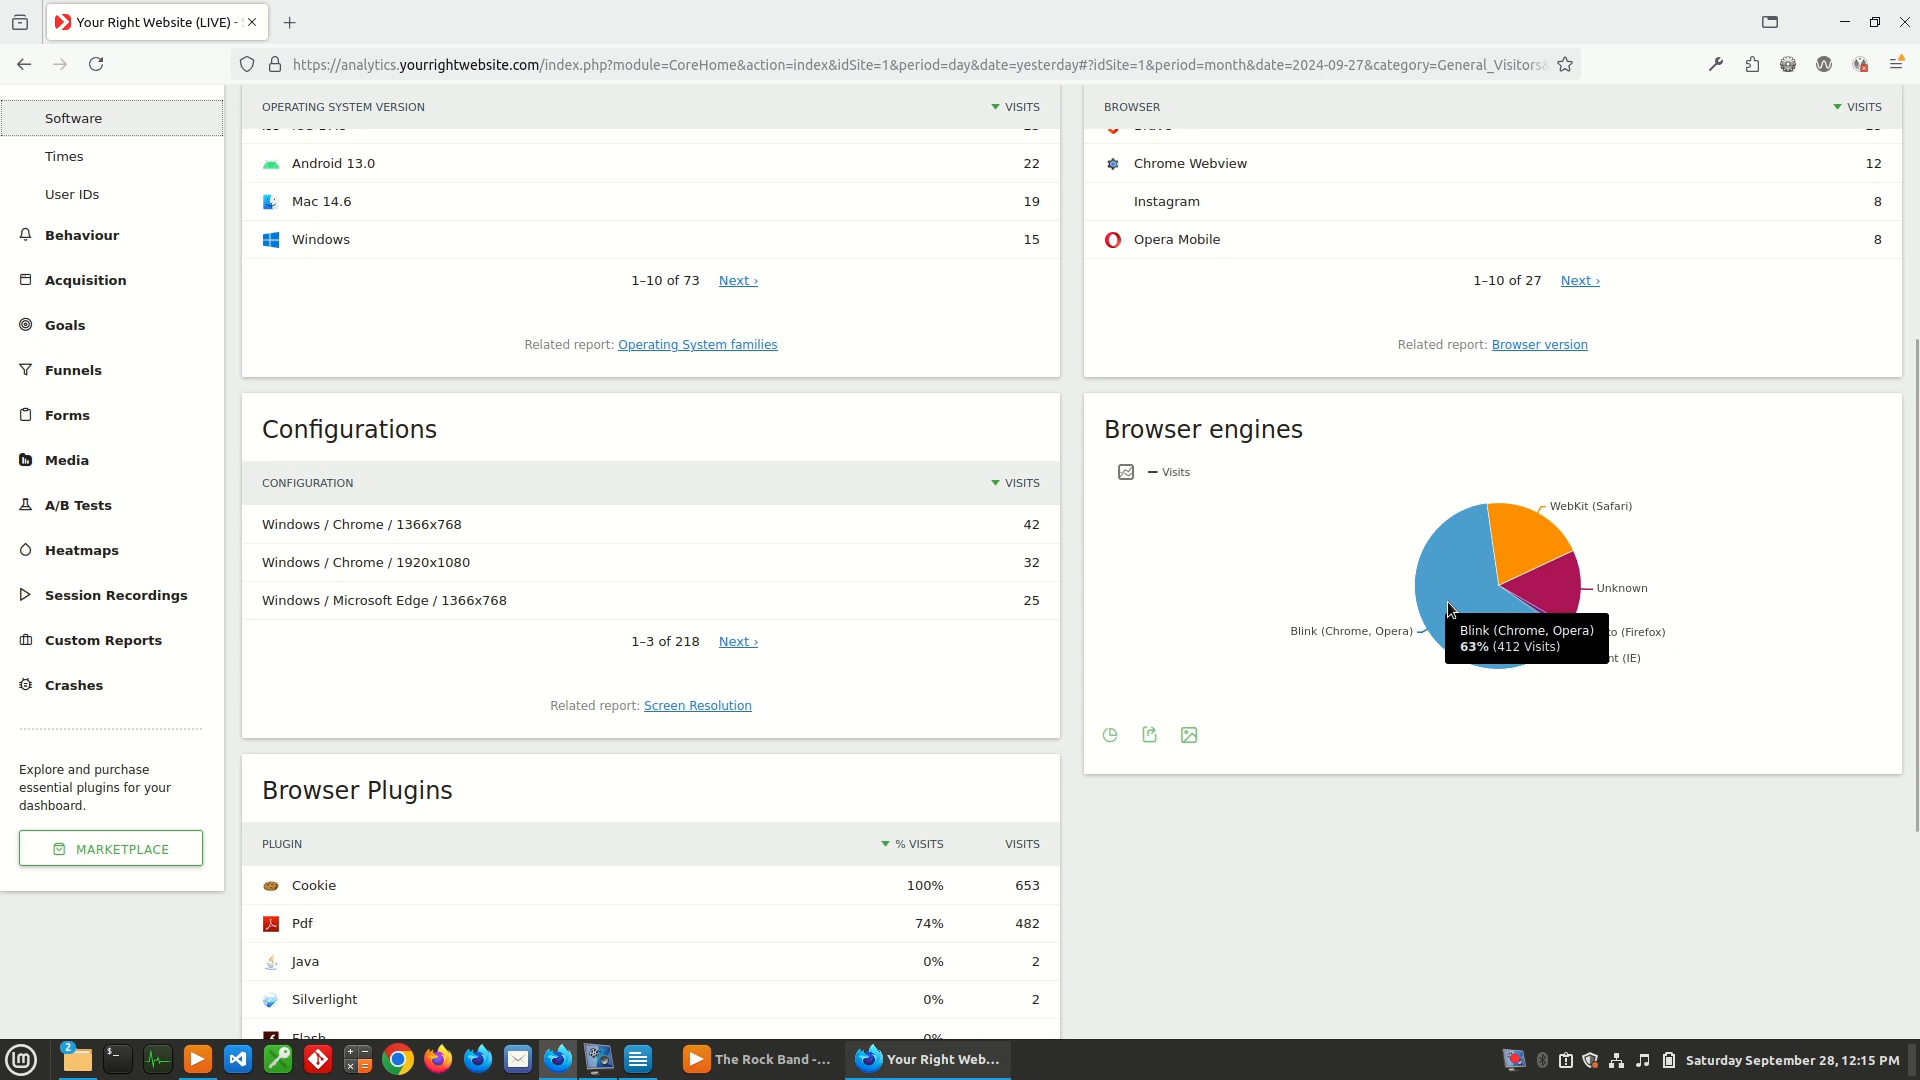 Your Right Website (LIVE) -
https://analytics.yourrightwebsite.com/index.php?module=CoreHome&action=index&idSite=1&period=day&date=yesterday#?idSite=1&period=month&date=2024-09-27&category=General_Visitors
Software
Times
User IDs
Behaviour
Acquisition
Goals
Funnels
Forms
Media
A/B Tests
Heatmaps
Session Recordings
Custom Reports
Crashes
Explore and purchase
essential plugins for your
dashboard.
MARKETPLACE
OPERATING SYSTEM VERSION VISITS
Android 13.0 22
Mac 14.6 19
Windows 15
1–10 of 73 Next ›
Related report: Operating System families
BROWSER VISITS
Chrome Webview 12
Instagram 8
Opera Mobile 8
1–10 of 27 Next ›
Related report: Browser version
Configurations
CONFIGURATION VISITS
Windows / Chrome / 1366x768 42
Windows / Chrome / 1920x1080 32
Windows / Microsoft Edge / 1366x768 25
1–3 of 218 Next ›
Related report: Screen Resolution
Browser engines
Visits
WebKit (Safari)
Unknown
Blink (Chrome, Opera)
Blink (Chrome, Opera)
63% (412 Visits)
(Firefox)
(IE)
Browser Plugins
PLUGIN % VISITS VISITS
Cookie 100% 653
Pdf 74% 482
Java 0% 2
Silverlight 0% 2
Flash 0%
2
The Rock Band -...
Your Right Web...
Saturday September 28, 12:15 PM